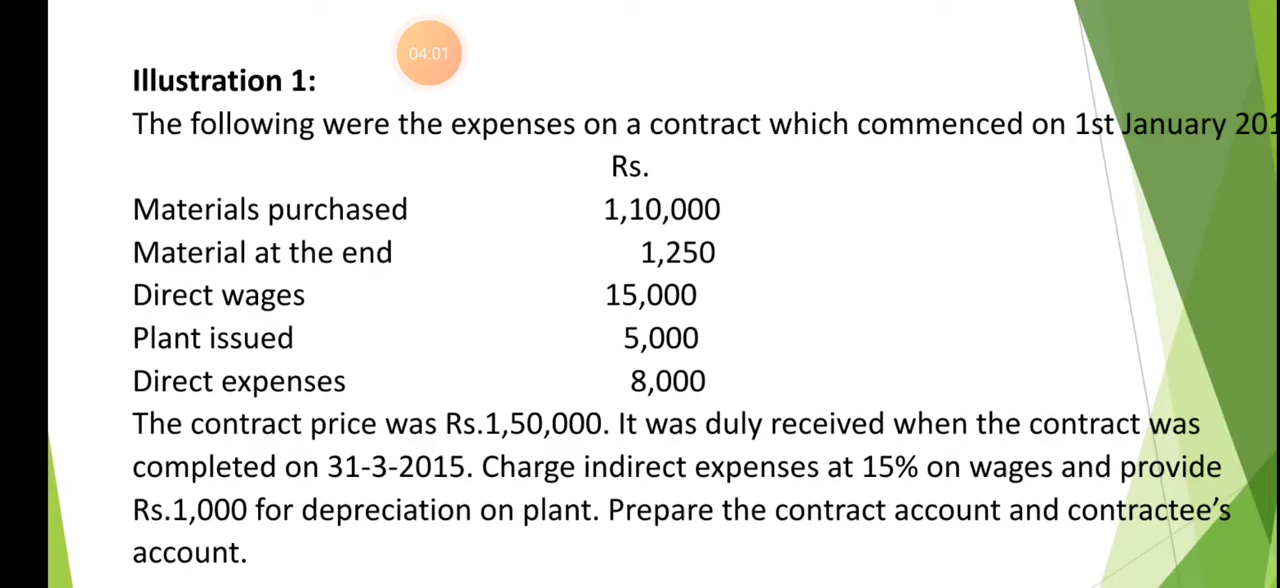 04:01
Illustration 1:
The following were the expenses on a contract which commenced on 1st January 201
Rs.
Materials purchased 1,10,000
Material at the end 1,250
Direct wages 15,000
Plant issued 5,000
Direct expenses 8,000
The contract price was Rs.1,50,000. It was duly received when the contract was
completed on 31-3-2015. Charge indirect expenses at 15% on wages and provide
Rs.1,000 for depreciation on plant. Prepare the contract account and contractee’s
account.